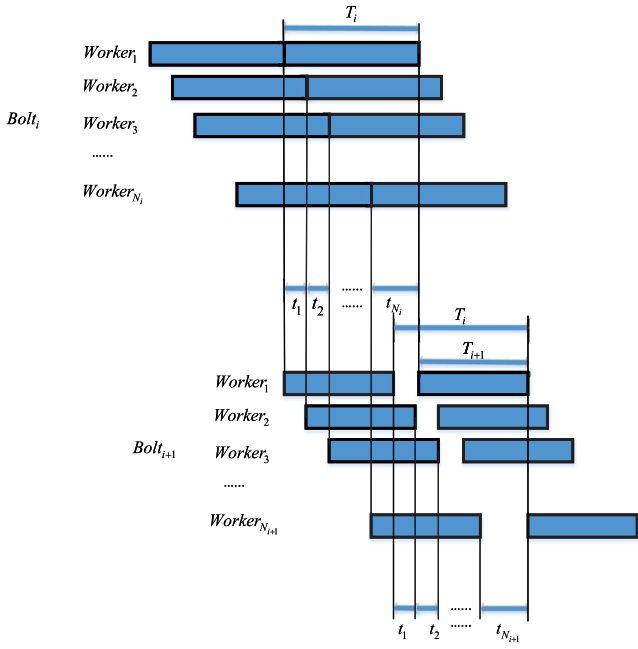 T_i
Worker_1
Worker_2
Bolt_i Worker_3
......
Worker_{N_i}
......
t_1 t_2 ...... t_{N_i}
T_i
T_{i+1}
Worker_1
Worker_2
Bolt_{i+1} Worker_3
......
Worker_{N_{i+1}}
......
t_1 t_2 ...... t_{N_{i+1}}